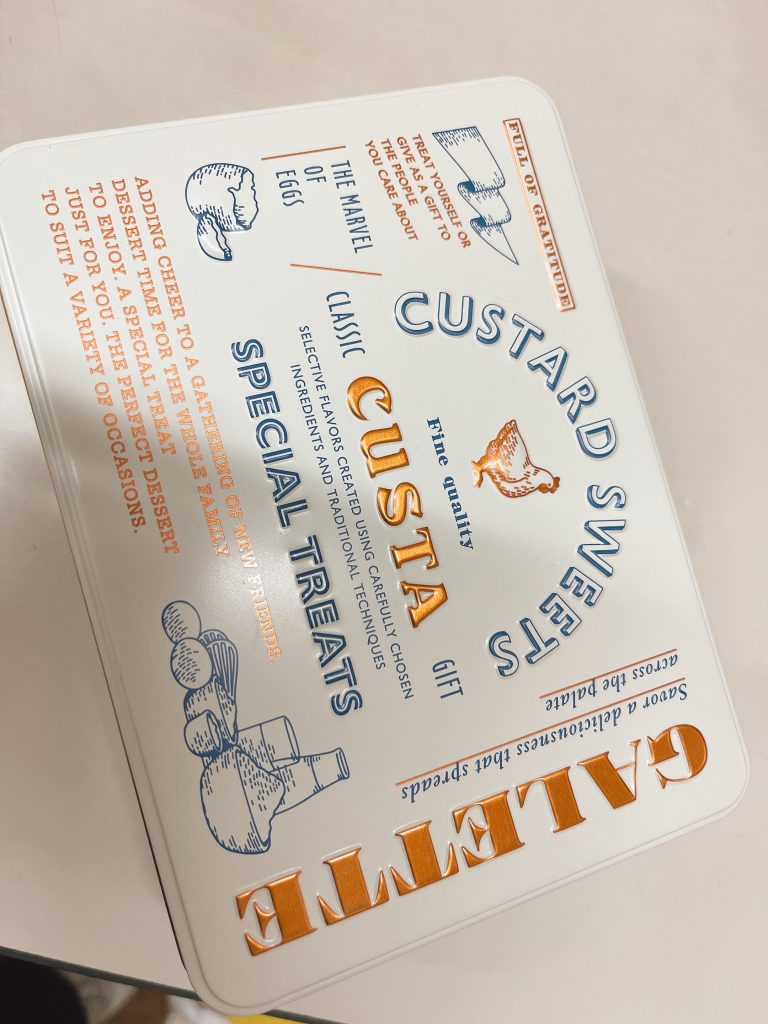 FULL OF GRATITUDE
TREAT YOURSELF OR
GIVE AS A GIFT TO
THE PEOPLE
YOU CARE ABOUT
THE MARVEL
OF
EGGS
CUSTARD SWEETS
Fine quality
CLASSIC
CUSTA
GIFT
SELECTIVE FLAVORS CREATED USING CAREFULLY CHOSEN
INGREDIENTS AND TRADITIONAL TECHNIQUES
SPECIAL TREATS
ADDING CHEER TO A GATHERING OF NEW FRIENDS.
DESSERT TIME FOR THE WHOLE FAMILY
TO ENJOY. A SPECIAL TREAT
JUST FOR YOU. THE PERFECT DESSERT
TO SUIT A VARIETY OF OCCASIONS.
GALETTE
Savor a deliciousness that spreads
across the palate